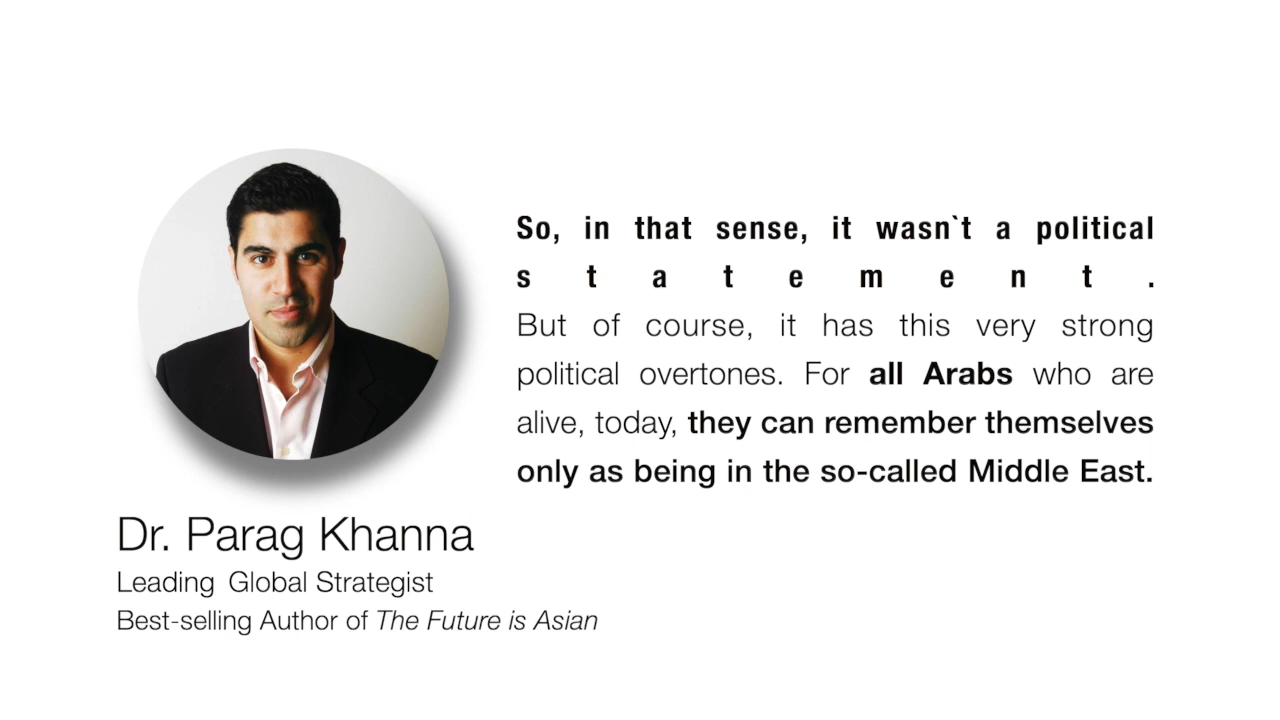 So, in that sense, it wasn`t a political
statement.
But of course, it has this very strong
political overtones. For all Arabs who are
alive, today, they can remember themselves
only as being in the so-called Middle East.
Dr. Parag Khanna
Leading Global Strategist
Best-selling Author of The Future is Asian